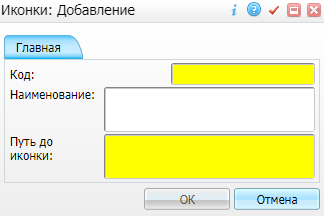 Иконки: Добавление
Главная
Код:
Наименование:
Путь до
иконки:
ОК
Отмена